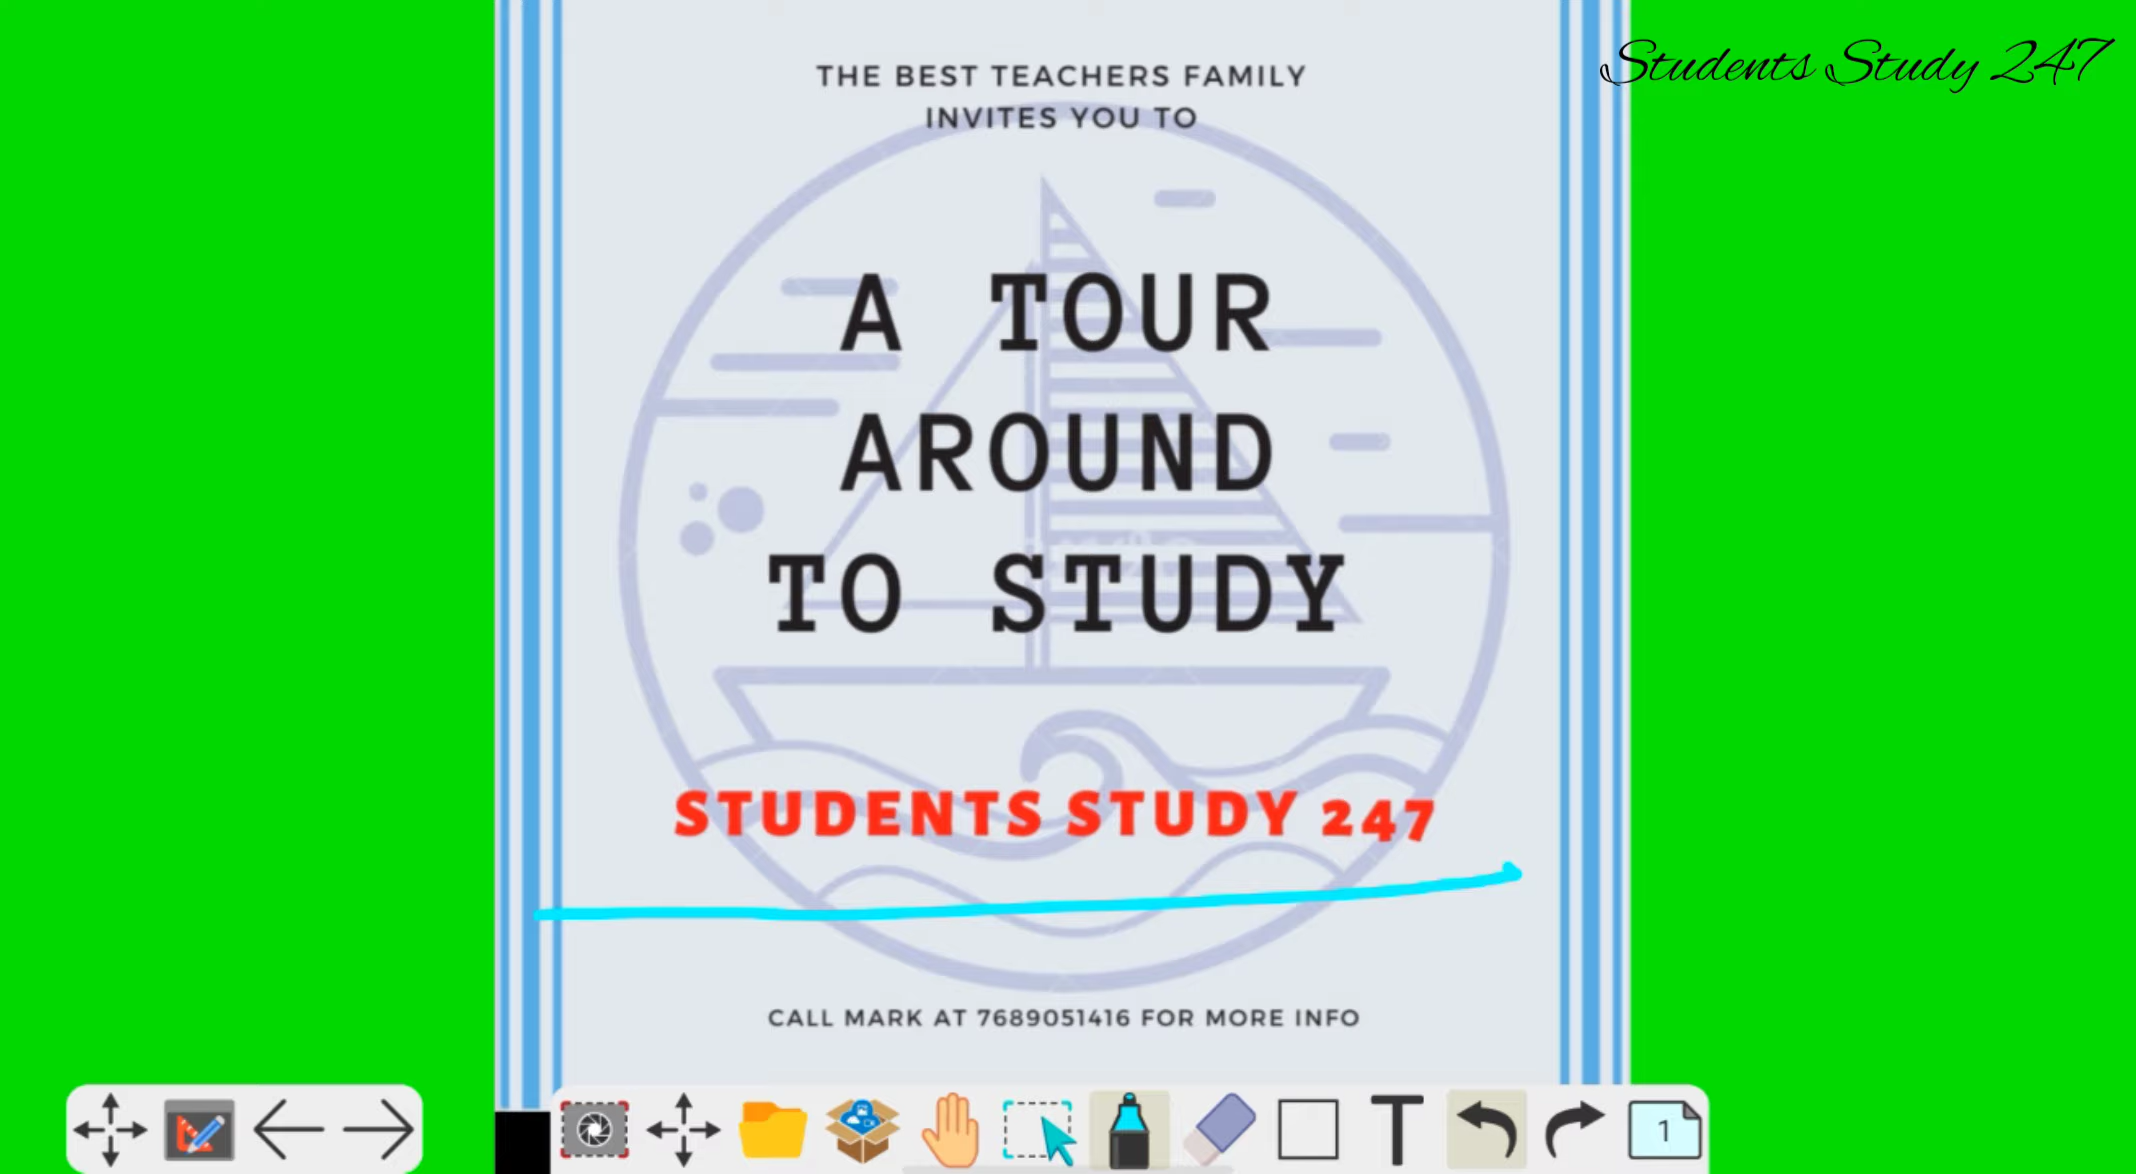 Students Study 247
THE BEST TEACHERS FAMILY
INVITES YOU TO
A TOUR
AROUND
TO STUDY
STUDENTS STUDY 247
CALL MARK AT 7689051416 FOR MORE INFO
T
1